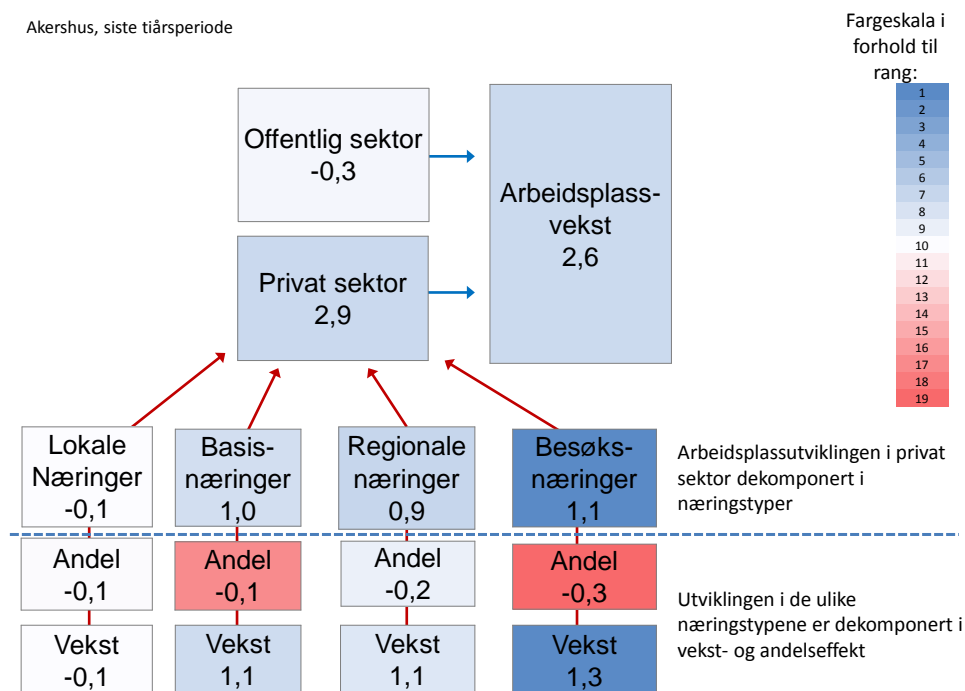 Akershus, siste tiårsperiode
Fargeskala i
forhold til
rang:
1
2
3
4
5
6
7
8
9
10
11
12
13
14
15
16
17
18
19
Offentlig sektor
-0,3
Arbeidsplass-
vekst
2,6
Privat sektor
2,9
Lokale
Næringer
-0,1
Basis-
næringer
1,0
Regionale
næringer
0,9
Besøks-
næringer
1,1
Arbeidsplassutviklingen i privat
sektor dekomponert i
næringstyper
Andel
-0,1
Andel
-0,1
Andel
-0,2
Andel
-0,3
Utviklingen i de ulike
næringstypene er dekomponert i
vekst- og andelseffekt
Vekst
-0,1
Vekst
1,1
Vekst
1,1
Vekst
1,3